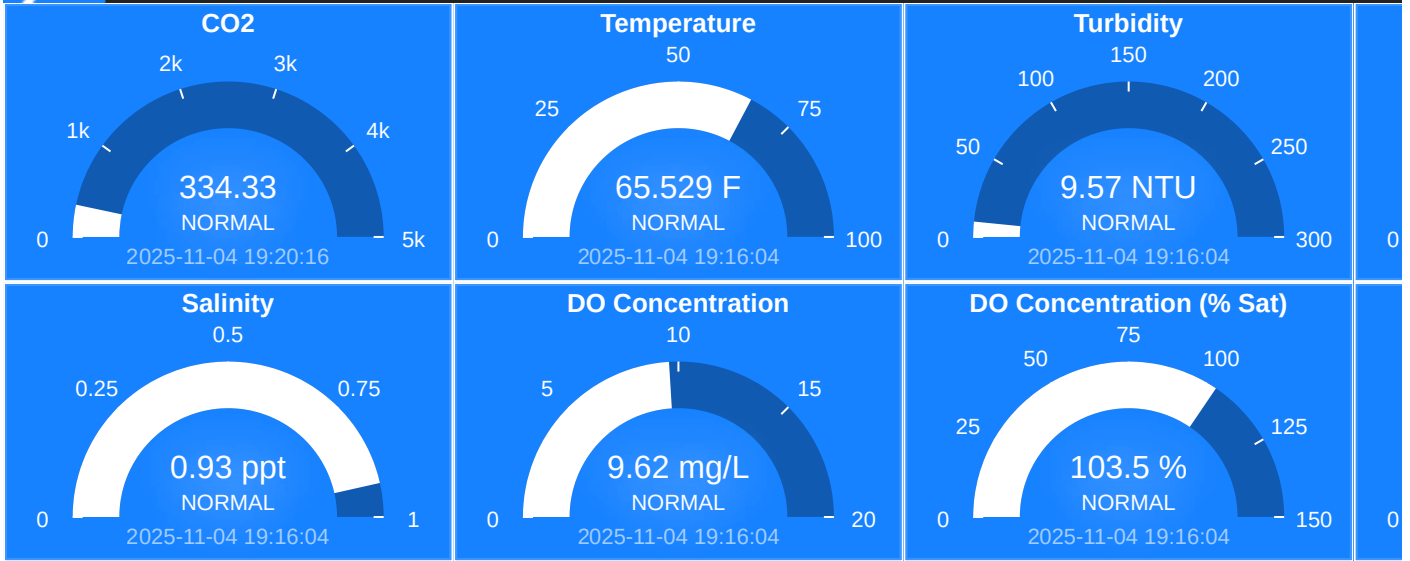 CO2
0
1k
2k
3k
4k
5k
334.33
NORMAL
2025-11-04 19:20:16
Temperature
0
25
50
75
100
65.529 F
NORMAL
2025-11-04 19:16:04
Turbidity
0
50
100
150
200
250
300
9.57 NTU
NORMAL
2025-11-04 19:16:04
0
Salinity
0
0.25
0.5
0.75
1
0.93 ppt
NORMAL
2025-11-04 19:16:04
DO Concentration
0
5
10
15
20
9.62 mg/L
NORMAL
2025-11-04 19:16:04
DO Concentration (% Sat)
0
25
50
75
100
125
150
103.5 %
NORMAL
2025-11-04 19:16:04
0